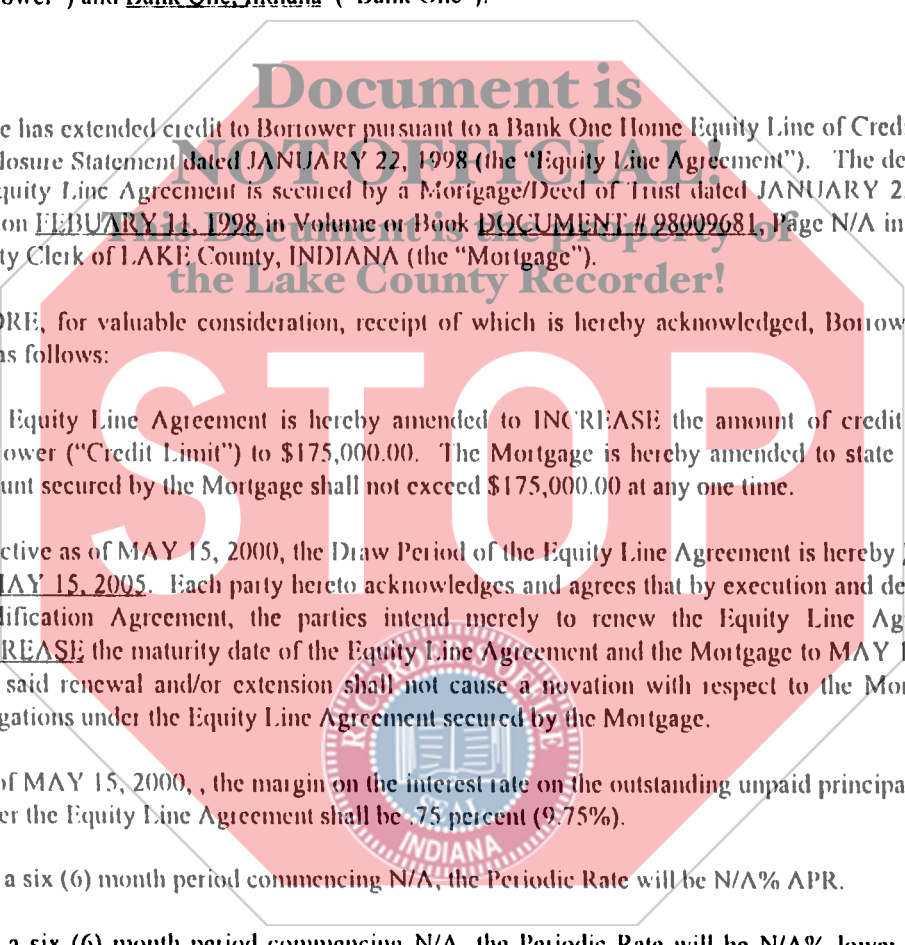 ower") and Bank One, Indiana ("Bank One").
Document is
e has extended credit to Borrower pursuant to a Bank One Home Equity Line of Cred
losure Statement dated JANUARY 22, 1998 (the "Equity Line Agreement"). The de
NOT OFFICIAL!
quity Line Agreement is secured by a Mortgage/Deed of Trust dated JANUARY 2
on FEBUARY 11, 1998 in Volume or Book DOCUMENT # 98009681, Page N/A in
This Document is the property of
ty Clerk of LAKE County, INDIANA (the "Mortgage").
the Lake County Recorder!
ORE, for valuable consideration, receipt of which is hereby acknowledged, Borrow
as follows:
STOP
Equity Line Agreement is hereby amended to INCREASE the amount of credit
ower ("Credit Limit") to $175,000.00. The Mortgage is hereby amended to state
unt secured by the Mortgage shall not exceed $175,000.00 at any one time.
ctive as of MAY 15, 2000, the Draw Period of the Equity Line Agreement is hereby
MAY 15, 2005. Each party hereto acknowledges and agrees that by execution and de
dification Agreement, the parties intend merely to renew the Equity Line Ag
REASE the maturity date of the Equity Line Agreement and the Mortgage to MAY 1
said renewal and/or extension shall not cause a novation with respect to the Mor
gations under the Equity Line Agreement secured by the Mortgage.
of MAY 15, 2000, , the margin on the interest rate on the outstanding unpaid principa
er the Equity Line Agreement shall be .75 percent (9.75%).
SEAL
INDIANA
a six (6) month period commencing N/A, the Periodic Rate will be N/A% APR.
a six (6) month period commencing N/A, the Periodic Rate will be N/A%